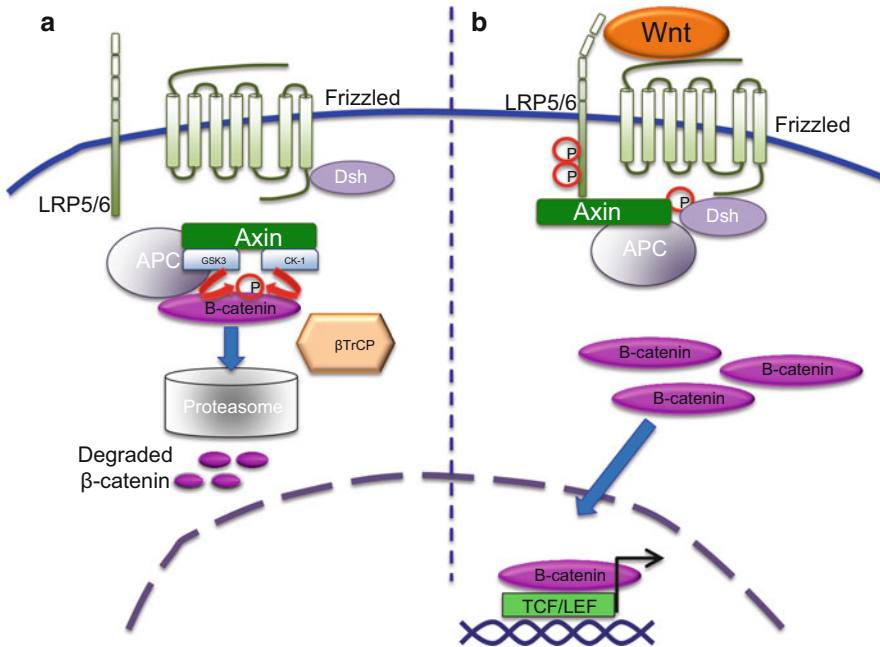 a
Frizzled
LRP5/6
Dsh
Axin
APC
GSK3
CK-1
P
B-catenin
βTrCP
Proteasome
Degraded
β-catenin
b
Wnt
LRP5/6
Frizzled
P
P
P
Axin
Dsh
APC
B-catenin
B-catenin
B-catenin
B-catenin
TCF/LEF